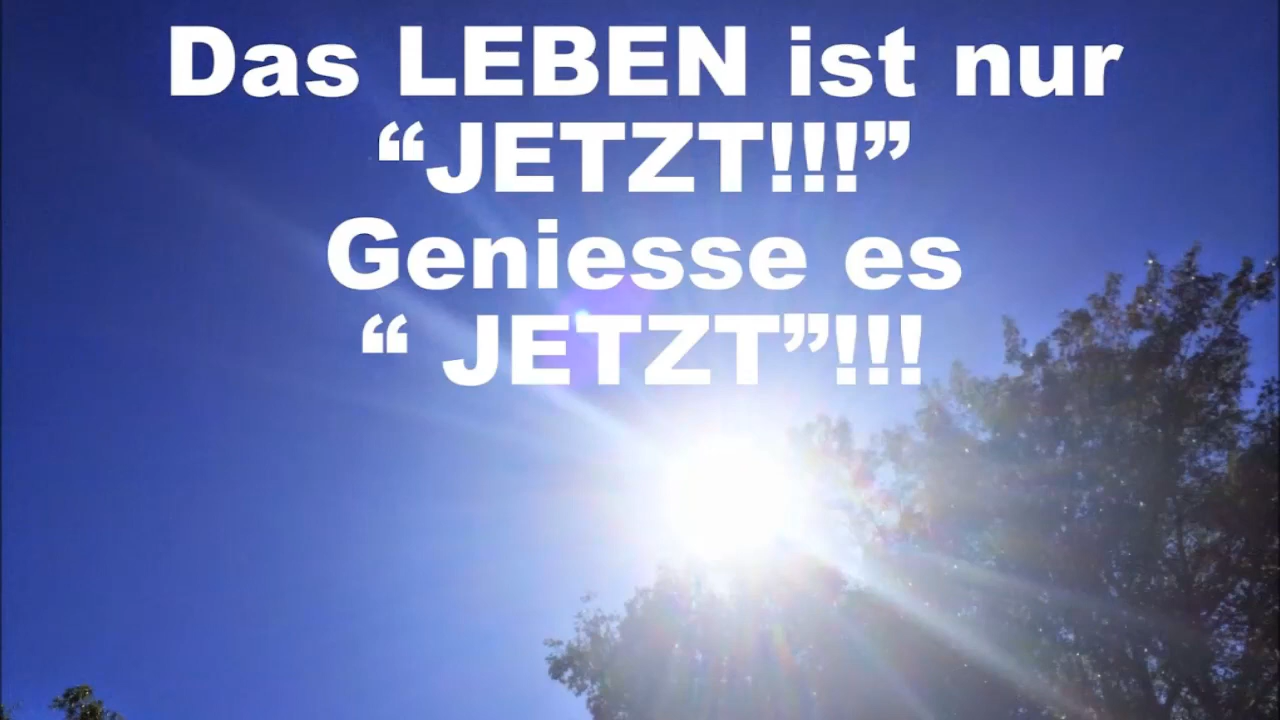 Das LEBEN ist nur
“JETZT!!!”
Geniesse es
“ JETZT”!!!